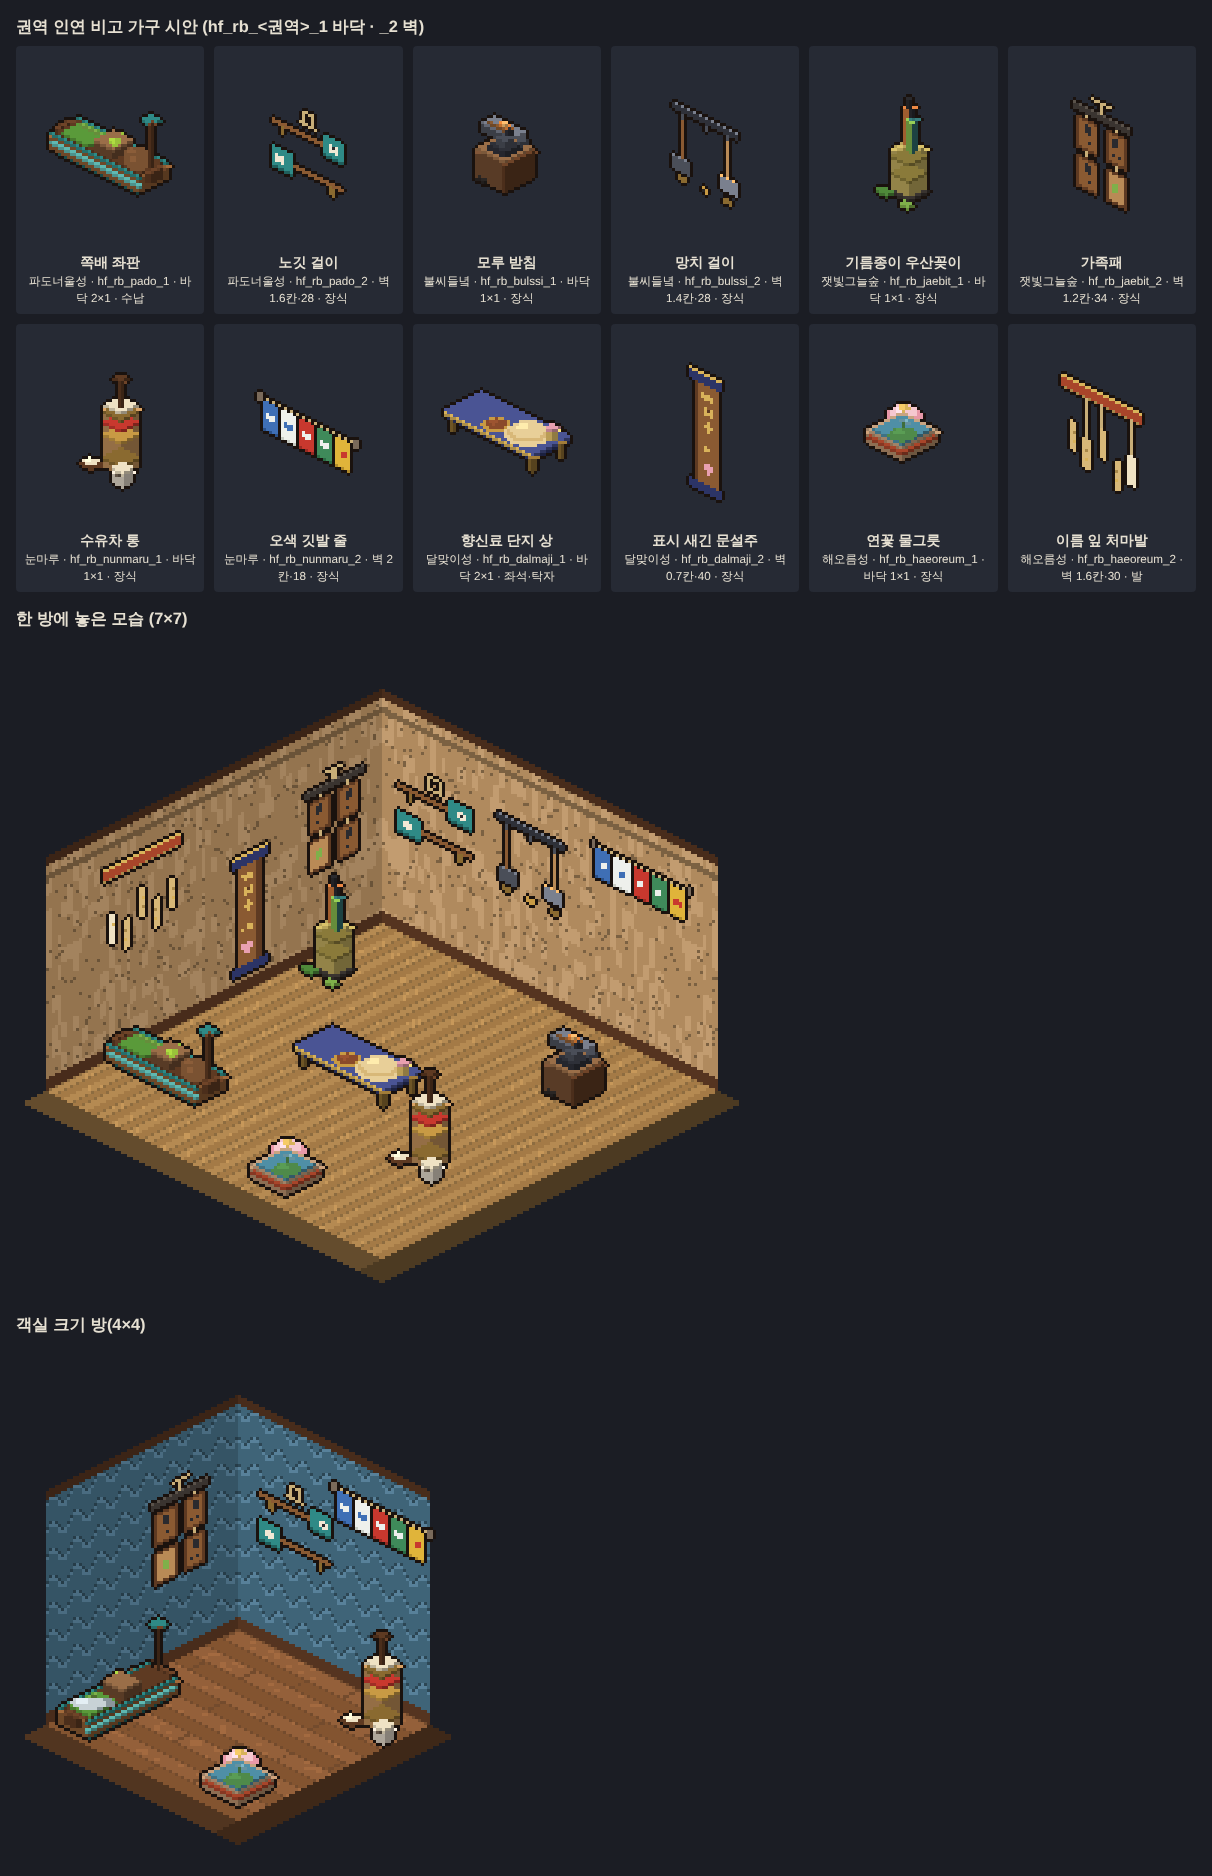 권역 인연 비고 가구 시안 (hf_rb_<권역>_1 바닥 · _2 벽)
쪽배 좌판
파도너울성 · hf_rb_pado_1 · 바
닥 2×1 · 수납
노깃 걸이
파도너울성 · hf_rb_pado_2 · 벽
1.6칸·28 · 장식
모루 받침
불씨들녘 · hf_rb_bulssi_1 · 바닥
1×1 · 장식
망치 걸이
불씨들녘 · hf_rb_bulssi_2 · 벽
1.4칸·28 · 장식
기름종이 우산꽂이
잿빛그늘숲 · hf_rb_jaebit_1 · 바
닥 1×1 · 장식
가족패
잿빛그늘숲 · hf_rb_jaebit_2 · 벽
1.2칸·34 · 장식
수유차 통
눈마루 · hf_rb_nunmaru_1 · 바닥
1×1 · 장식
오색 깃발 줄
눈마루 · hf_rb_nunmaru_2 · 벽 2
칸·18 · 장식
향신료 단지 상
달맞이성 · hf_rb_dalmaji_1 · 바
닥 2×1 · 좌석·탁자
표시 새긴 문설주
달맞이성 · hf_rb_dalmaji_2 · 벽
0.7칸·40 · 장식
연꽃 물그릇
해오름성 · hf_rb_haeoreum_1 ·
바닥 1×1 · 장식
이름 잎 처마발
해오름성 · hf_rb_haeoreum_2 ·
벽 1.6칸·30 · 발
한 방에 놓은 모습 (7×7)
객실 크기 방(4×4)